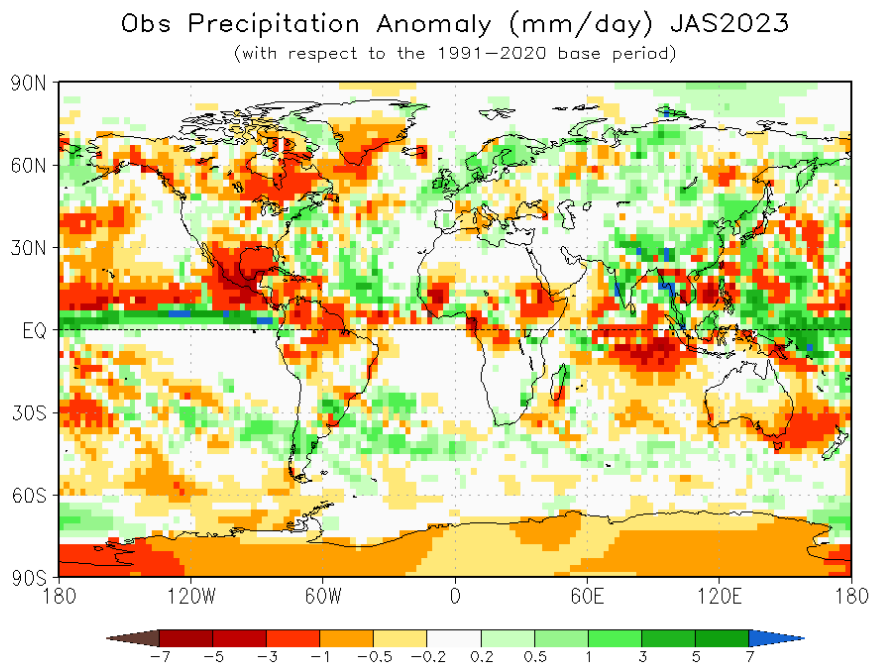 Obs Precipitation Anomaly (mm/day) JAS2023
(with respect to the 1991−2020 base period)
90N
60N
30N
EQ
30S
60S
90S
180 120W 60W 0 60E 120E 180
−7 −5 −3 −1 −0.5 −0.2 0.2 0.5 1 3 5 7